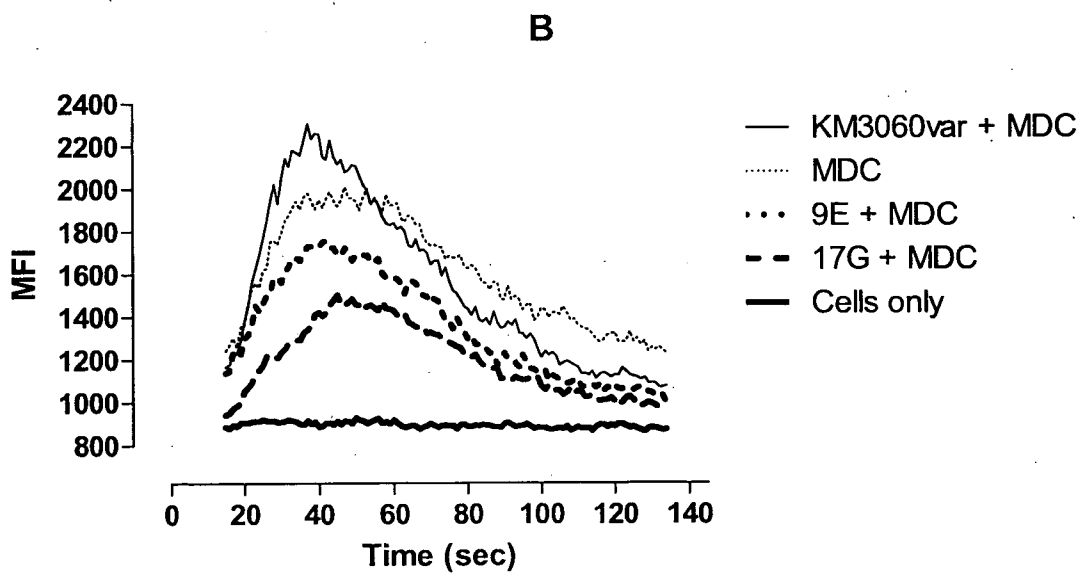 B
2400
2200
2000
1800
1600
1400
1200
1000
800
MFI
0 20 40 60 80 100 120 140
Time (sec)
KM3060var + MDC
MDC
9E + MDC
17G + MDC
Cells only